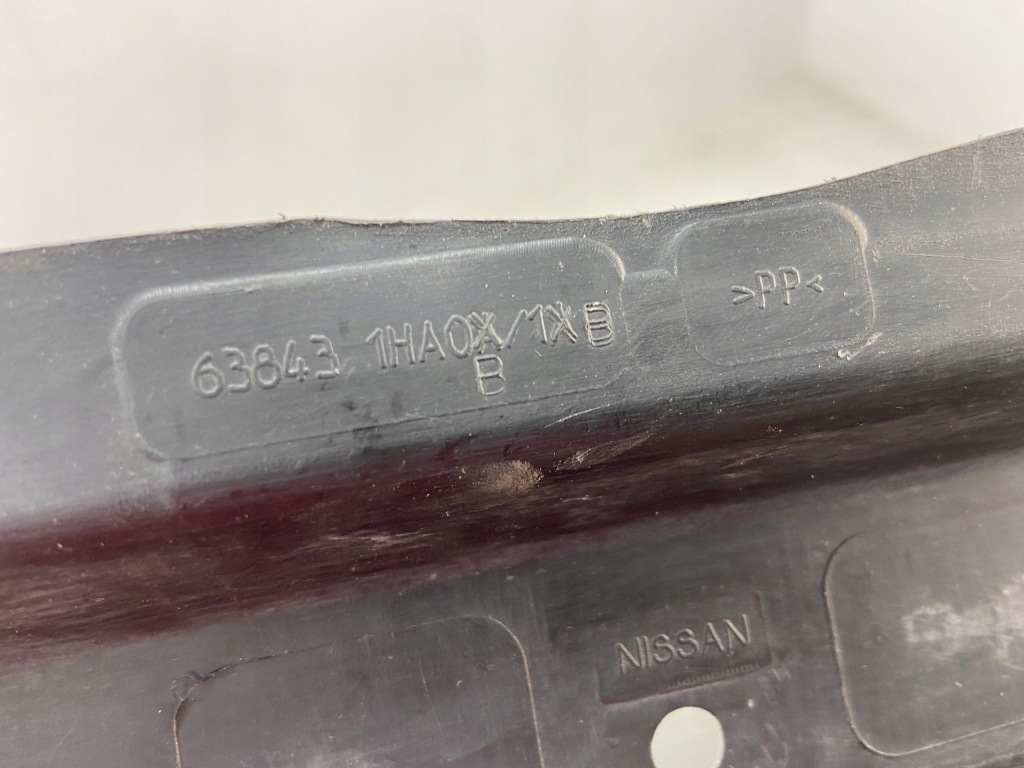 63843 1HA0X/1XB
B
>PP<
NISSAN